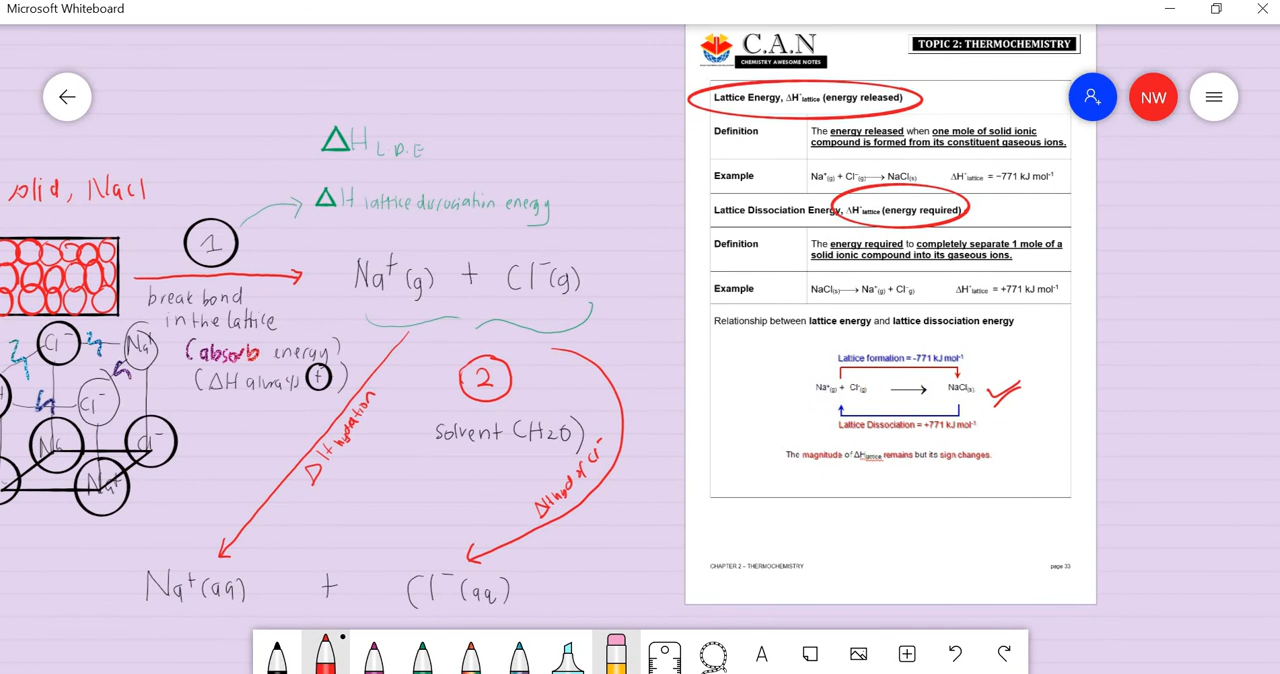 Microsoft Whiteboard
NW
ΔH L.D.E
ΔH lattice dissociation energy
solid, NaCl
1
Na⁺(g) + Cl⁻(g)
break bond
in the lattice
(absorb energy)
(ΔH always +)
Cl⁻
Na⁺
Cl⁻
Na
Cl⁻
Na⁺
2
solvent (H2O)
ΔH hydration
ΔH hyd of Cl⁻
Na⁺(aq) + Cl⁻(aq)
C.A.N
CHEMISTRY AWESOME NOTES
TOPIC 2: THERMOCHEMISTRY
Lattice Energy, ΔH°lattice (energy released)
Definition
The energy released when one mole of solid ionic
compound is formed from its constituent gaseous ions.
Example
Na⁺(g) + Cl⁻(g) ⟶ NaCl(s) ΔH°lattice = −771 kJ mol⁻¹
Lattice Dissociation Energy, ΔH°lattice (energy required)
Definition
The energy required to completely separate 1 mole of a
solid ionic compound into its gaseous ions.
Example
NaCl(s) ⟶ Na⁺(g) + Cl⁻(g) ΔH°lattice = +771 kJ mol⁻¹
Relationship between lattice energy and lattice dissociation energy
Lattice formation = -771 kJ mol⁻¹
Na⁺(g) + Cl⁻(g) ⟶ NaCl(s)
Lattice Dissociation = +771 kJ mol⁻¹
The magnitude of ΔHlattice remains but its sign changes.
CHAPTER 2 – THERMOCHEMISTRY
page 33
A